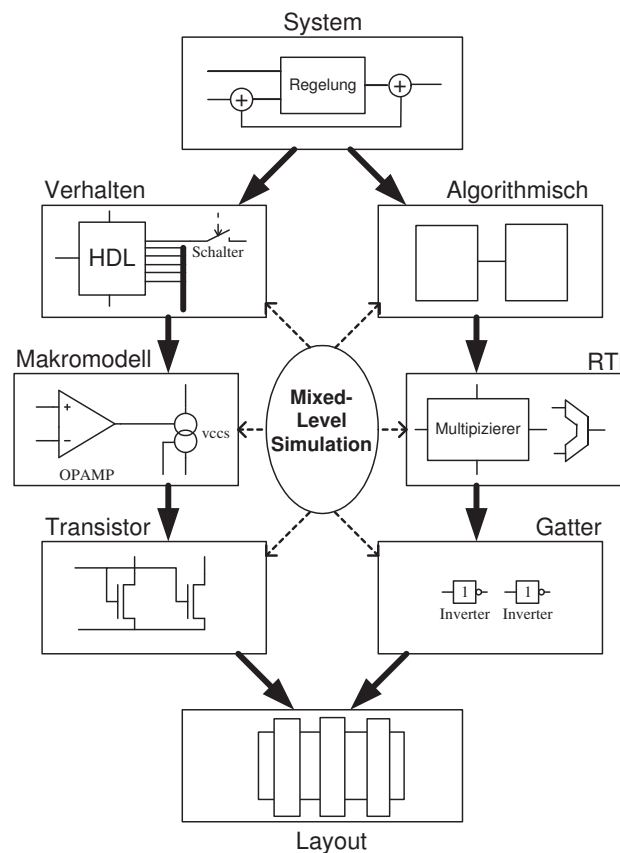 System
Regelung
+
+
Verhalten
Algorithmisch
HDL
Schalter
Makromodell
RTL
Mixed-
Level
Simulation
+
−
OPAMP
vccs
Multipizierer
Transistor
Gatter
1
1
Inverter
Inverter
Layout